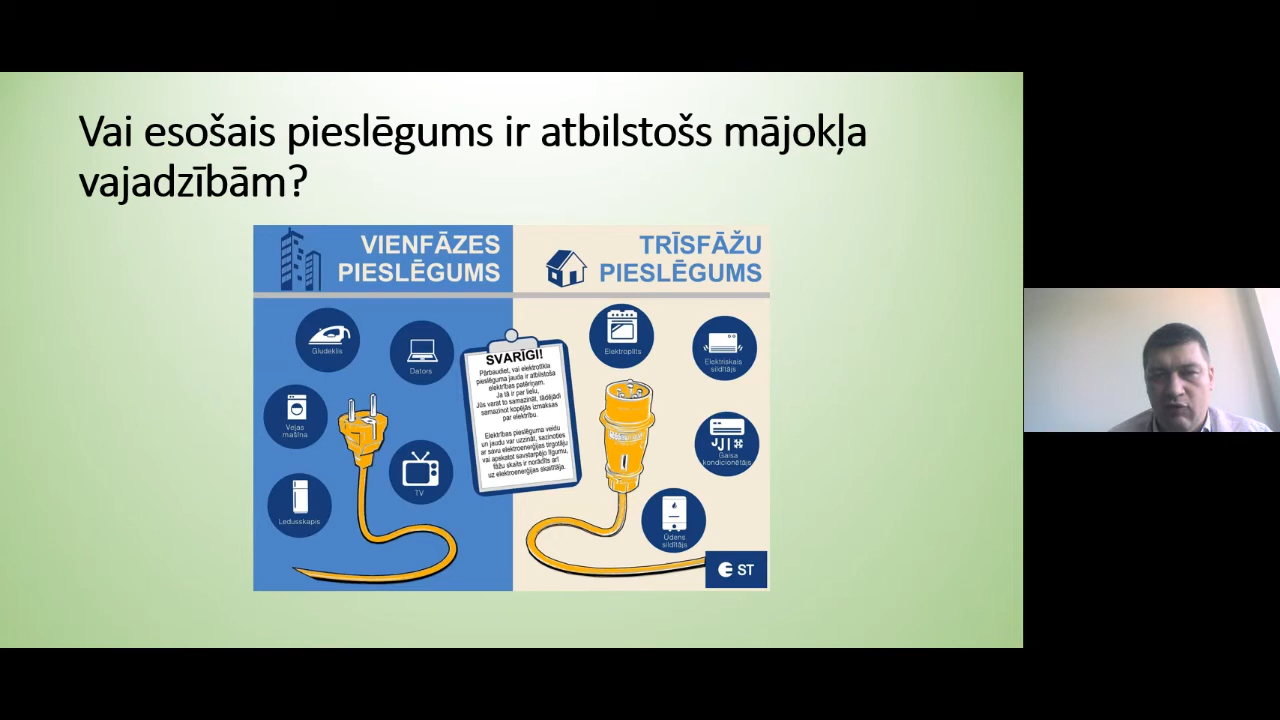 Vai esošais pieslēgums ir atbilstošs mājokļa
vajadzībām?
VIENFĀZES
PIESLĒGUMS
TRĪSFĀŽU
PIESLĒGUMS
Gludeklis
Dators
Veļas
mašīna
TV
Ledusskapis
SVARĪGI!
Pārbaudiet, vai elektrotīkla
pieslēguma jauda ir atbilstoša
elektrības patēriņam.
Ja tā ir par lielu,
Jūs varat to samazināt, tādējādi
samazinot kopējās izmaksas
par elektrību.
Elektrības pieslēguma veidu
un jaudu var uzzināt, sazinoties
ar savu elektroenerģijas tirgotāju
vai apskatot savstarpējo līgumu,
fāžu skaits ir norādīts arī
uz elektroenerģijas skaitītāja.
Elektroplīts
Elektriskais
sildītājs
Gaisa
kondicionētājs
Ūdens
sildītājs
ST